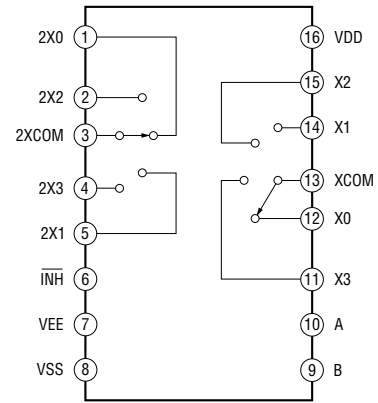 2X0 1 16 VDD
15 X2
2X2 2
14 X1
2XCOM 3
13 XCOM
2X3 4
12 X0
2X1 5
INH 6 11 X3
VEE 7 10 A
VSS 8 9 B